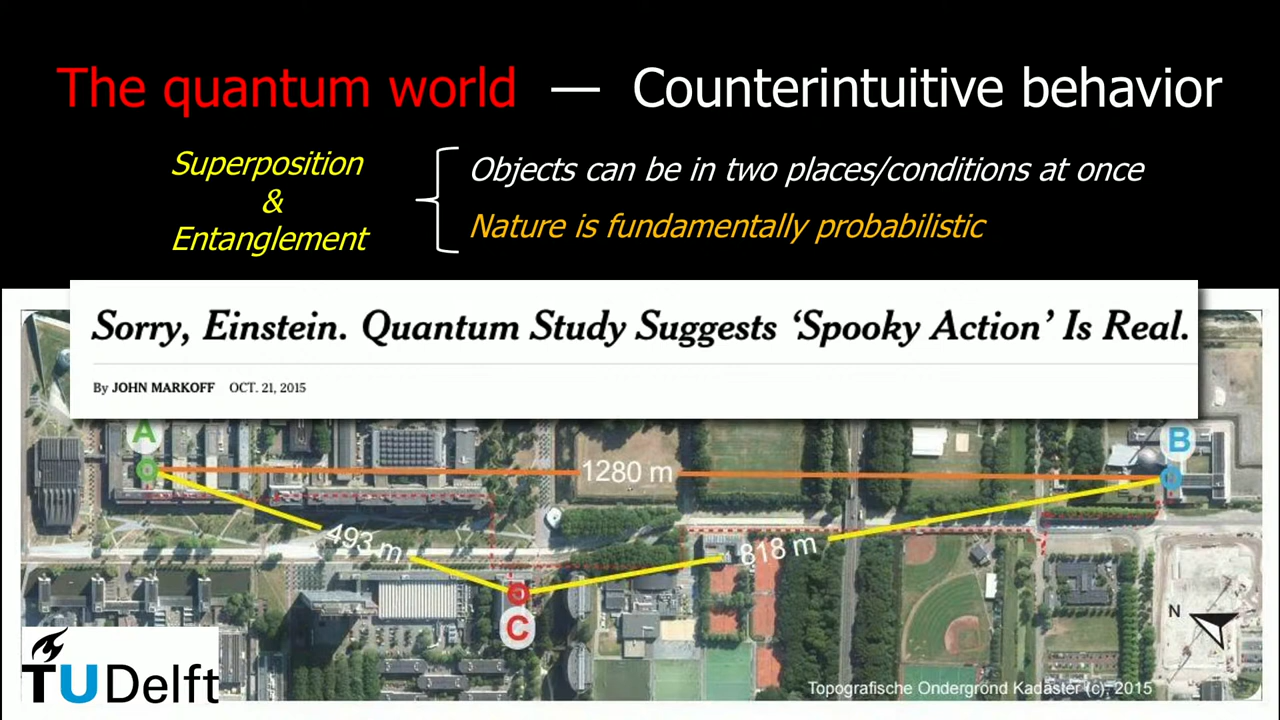 The quantum world — Counterintuitive behavior
Superposition
&
Entanglement
Objects can be in two places/conditions at once
Nature is fundamentally probabilistic
Sorry, Einstein. Quantum Study Suggests ‘Spooky Action’ Is Real.
By JOHN MARKOFF OCT. 21, 2015
A
B
1280 m
493 m
818 m
C
N
TU Delft
Topografische Ondergrond Kadaster (c), 2015